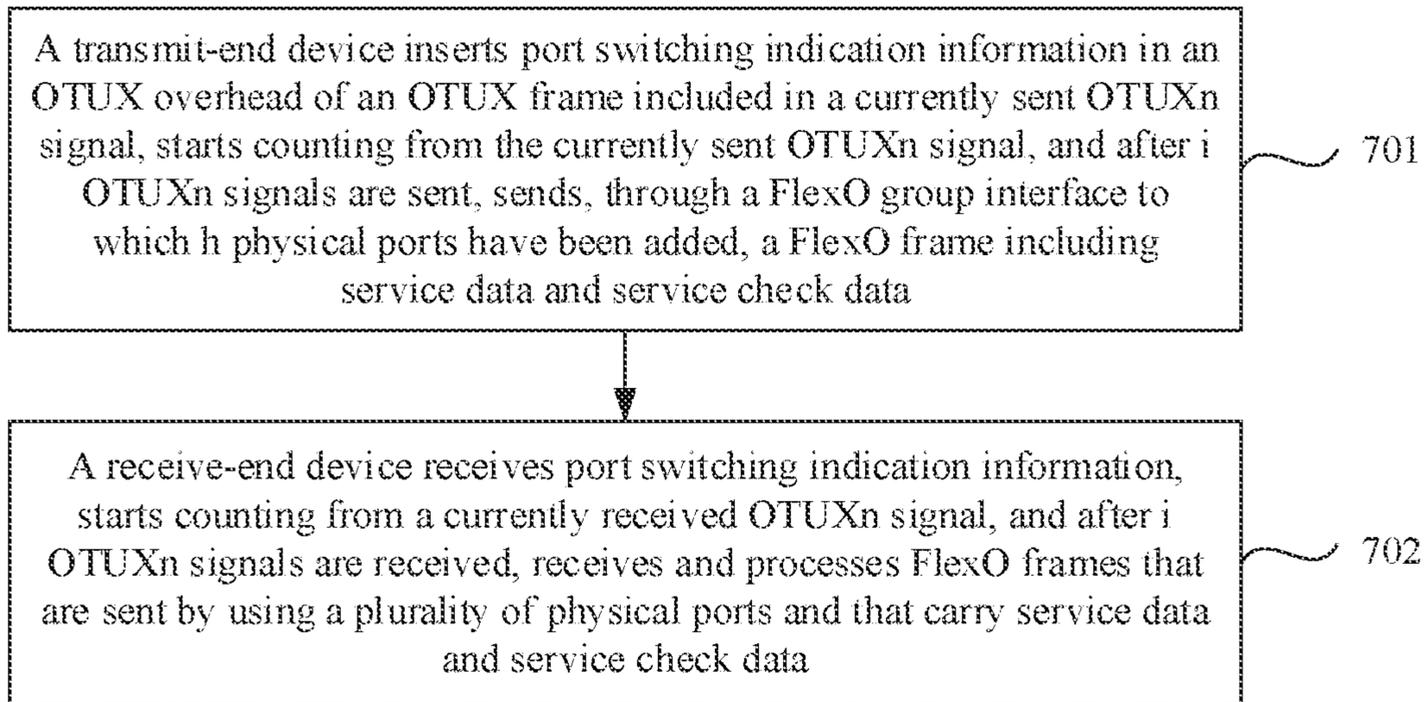 A transmit-end device inserts port switching indication information in an
OTUX overhead of an OTUX frame included in a currently sent OTUXn
signal, starts counting from the currently sent OTUXn signal, and after i
OTUXn signals are sent, sends, through a FlexO group interface to
which h physical ports have been added, a FlexO frame including
service data and service check data
701
A receive-end device receives port switching indication information,
starts counting from a currently received OTUXn signal, and after i
OTUXn signals are received, receives and processes FlexO frames that
are sent by using a plurality of physical ports and that carry service data
and service check data
702